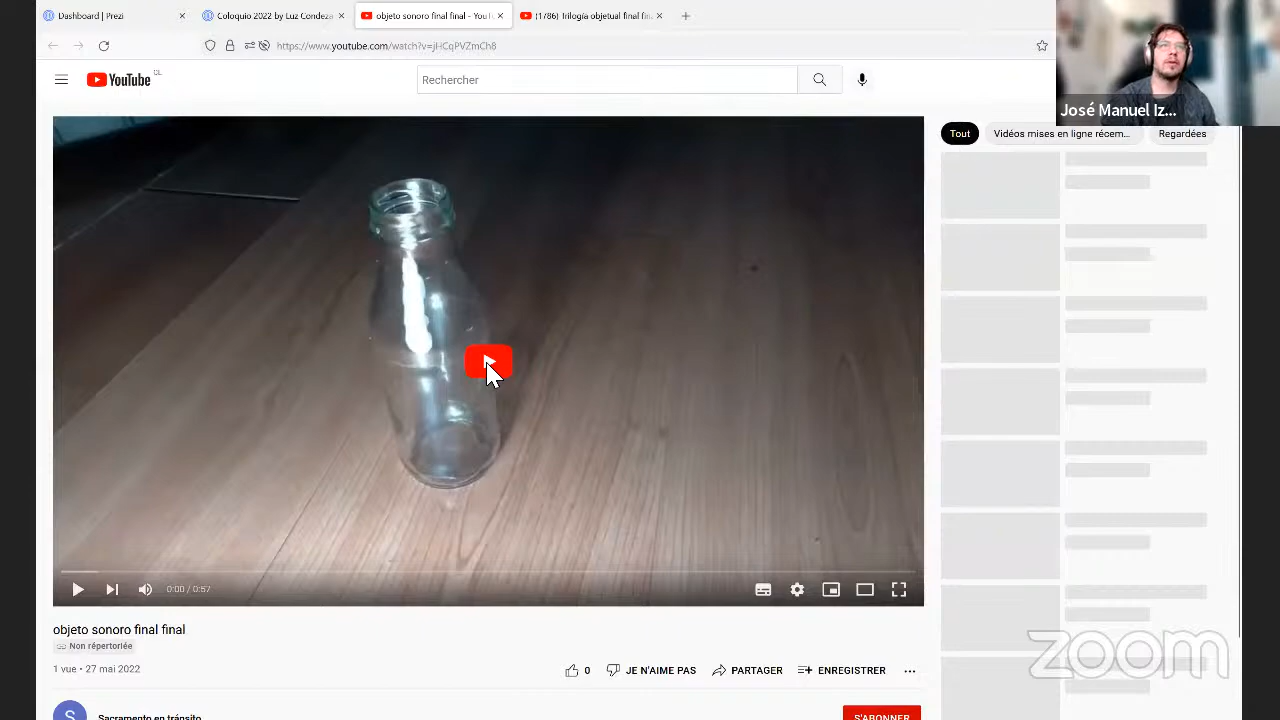 Dashboard | Prezi
Coloquio 2022 by Luz Condeza
objeto sonoro final final - YouTu
(1786) Trilogía objetual final fin
https://www.youtube.com/watch?v=jHCqPVZmCh8
YouTube CL
Rechercher
José Manuel Iz...
Tout
Vidéos mises en ligne récem...
Regardées
0:00 / 0:57
objeto sonoro final final
Non répertoriée
1 vue • 27 mai 2022
0
JE N'AIME PAS
PARTAGER
ENREGISTRER
...
zoom
S
Sacramento en tránsito
S'ABONNER